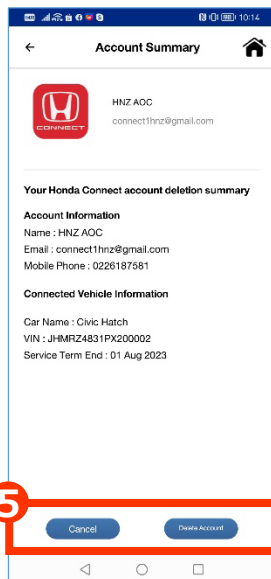 10:14
Account Summary
CONNECT
HNZ AOC
connect1hnz@gmail.com
Your Honda Connect account deletion summary
Account Information
Name : HNZ AOC
Email : connect1hnz@gmail.com
Mobile Phone : 0226187581
Connected Vehicle Information
Car Name : Civic Hatch
VIN : JHMRZ4831PX200002
Service Term End : 01 Aug 2023
5
Cancel
Delete Account